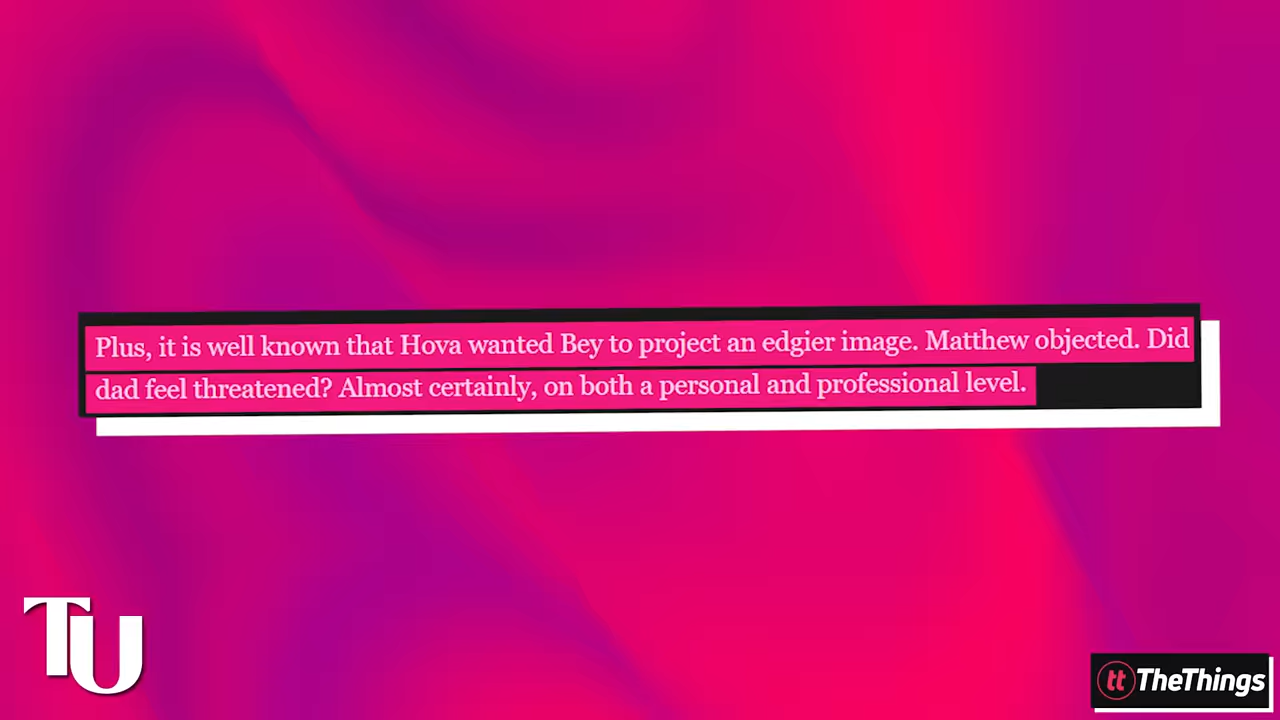 Plus, it is well known that Hova wanted Bey to project an edgier image. Matthew objected. Did
dad feel threatened? Almost certainly, on both a personal and professional level.
TU
tt TheThings